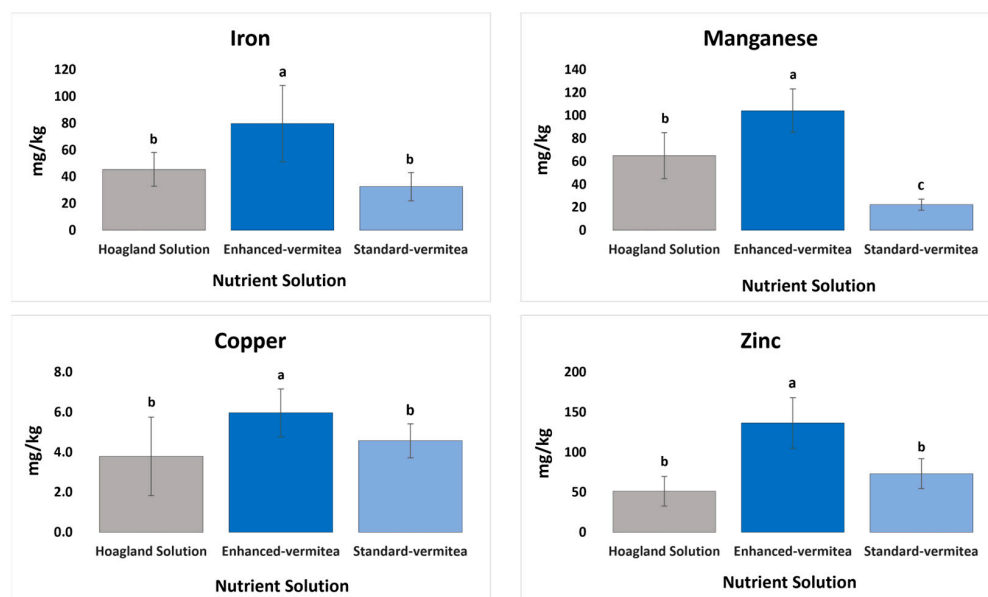 Iron
120
100
80
60
40
20
0
mg/kg
b
a
b
Hoagland Solution Enhanced-vermitea Standard-vermitea
Nutrient Solution
Manganese
140
120
100
80
60
40
20
0
mg/kg
b
a
c
Hoagland Solution Enhanced-vermitea Standard-vermitea
Nutrient Solution
Copper
8.0
6.0
4.0
2.0
0.0
mg/kg
b
a
b
Hoagland Solution Enhanced-vermitea Standard-vermitea
Nutrient Solution
Zinc
200
150
100
50
0
mg/kg
b
a
b
Hoagland Solution Enhanced-vermitea Standard-vermitea
Nutrient Solution